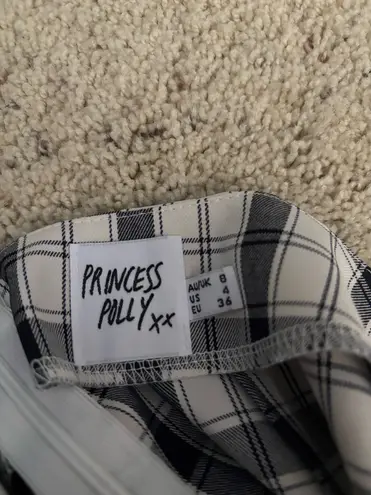 PRINCESS
POLLY xx
AU/UK 8
US 4
EU 36